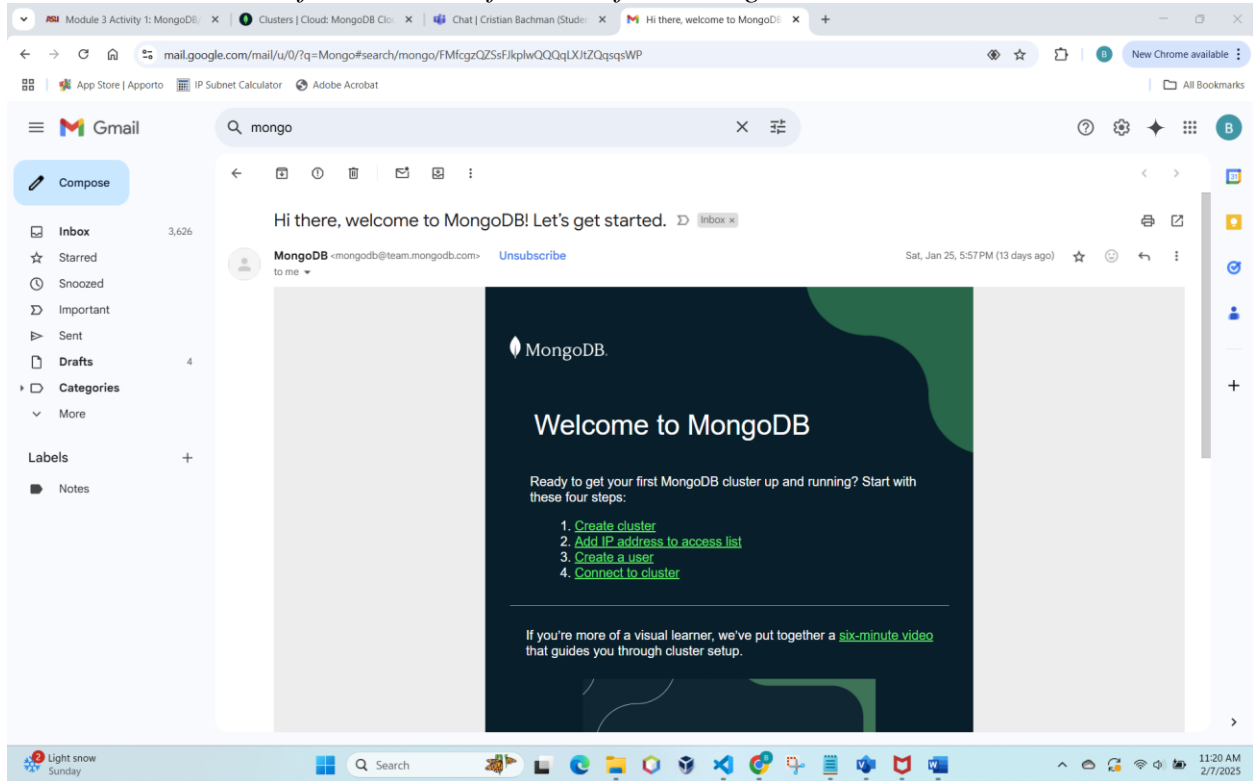 Module 3 Activity 1: MongoDB/
Clusters | Cloud: MongoDB Clo
Chat | Cristian Bachman (Studen
Hi there, welcome to MongoDB
mail.google.com/mail/u/0/?q=Mongo#search/mongo/FMfcgzQZSsFJkplwQQQqLXJtZQqsqsWP
B
New Chrome available
App Store | Apporto
IP Subnet Calculator
Adobe Acrobat
All Bookmarks
Gmail
mongo
B
Compose
31
Hi there, welcome to MongoDB! Let's get started.
Inbox x
Inbox 3,626
Starred
Snoozed
Important
Sent
Drafts 4
Categories
More
Labels
Notes
MongoDB <mongodb@team.mongodb.com> Unsubscribe
Sat, Jan 25, 5:57 PM (13 days ago)
to me
MongoDB.
Welcome to MongoDB
Ready to get your first MongoDB cluster up and running? Start with
these four steps:
1. Create cluster
2. Add IP address to access list
3. Create a user
4. Connect to cluster
If you're more of a visual learner, we've put together a six-minute video
that guides you through cluster setup.
2
Light snow
Sunday
Search
11:20 AM
2/7/2025